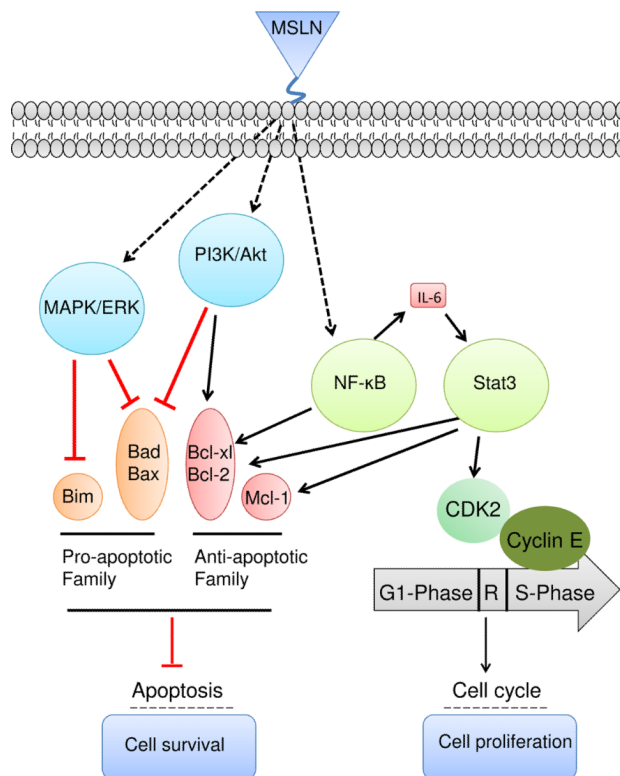 MSLN
PI3K/Akt
MAPK/ERK
IL-6
NF-κB
Stat3
Bad
Bax
Bcl-xl
Bcl-2
Bim
Mcl-1
CDK2
Cyclin E
Pro-apoptotic
Family
Anti-apoptotic
Family
G1-Phase R S-Phase
Apoptosis
Cell cycle
Cell survival
Cell proliferation